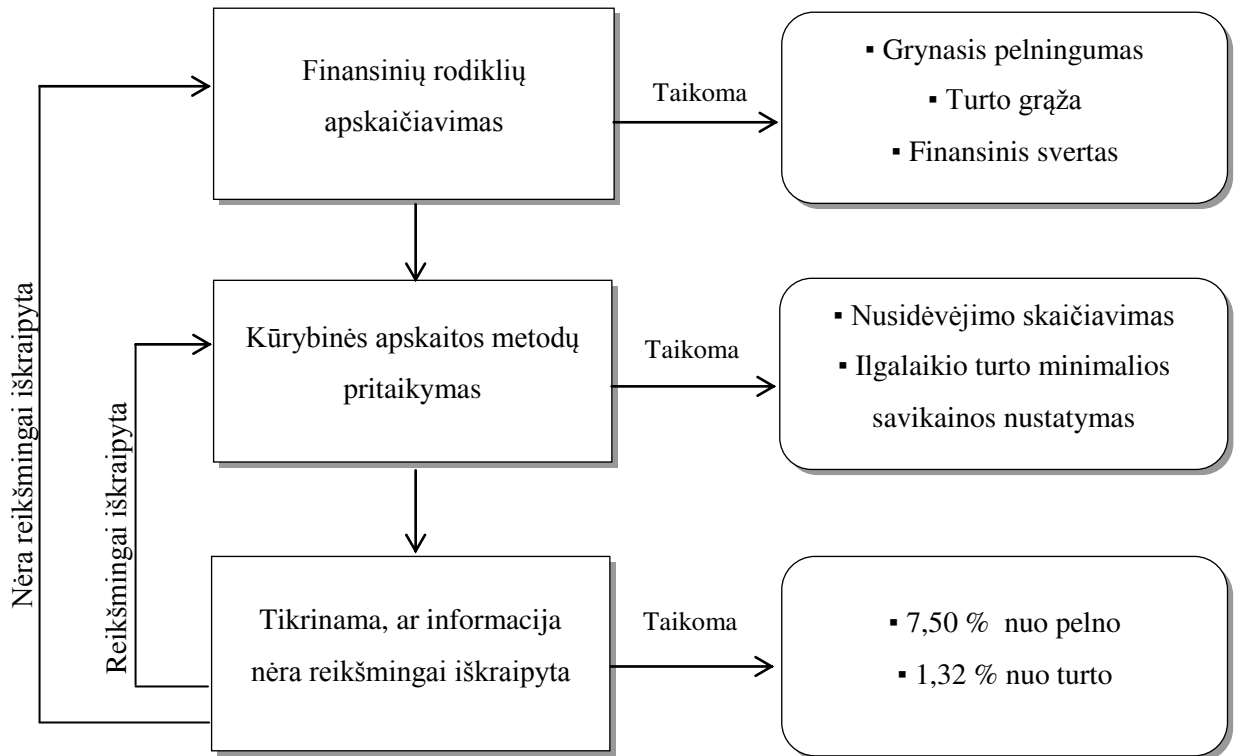 Finansinių rodiklių
apskaičiavimas
Taikoma
▪ Grynasis pelningumas
▪ Turto grąža
▪ Finansinis svertas
Kūrybinės apskaitos metodų
pritaikymas
Taikoma
▪ Nusidėvėjimo skaičiavimas
▪ Ilgalaikio turto minimalios
savikainos nustatymas
Tikrinama, ar informacija
nėra reikšmingai iškraipyta
Taikoma
▪ 7,50 % nuo pelno
▪ 1,32 % nuo turto
Nėra reikšmingai iškraipyta
Reikšmingai iškraipyta